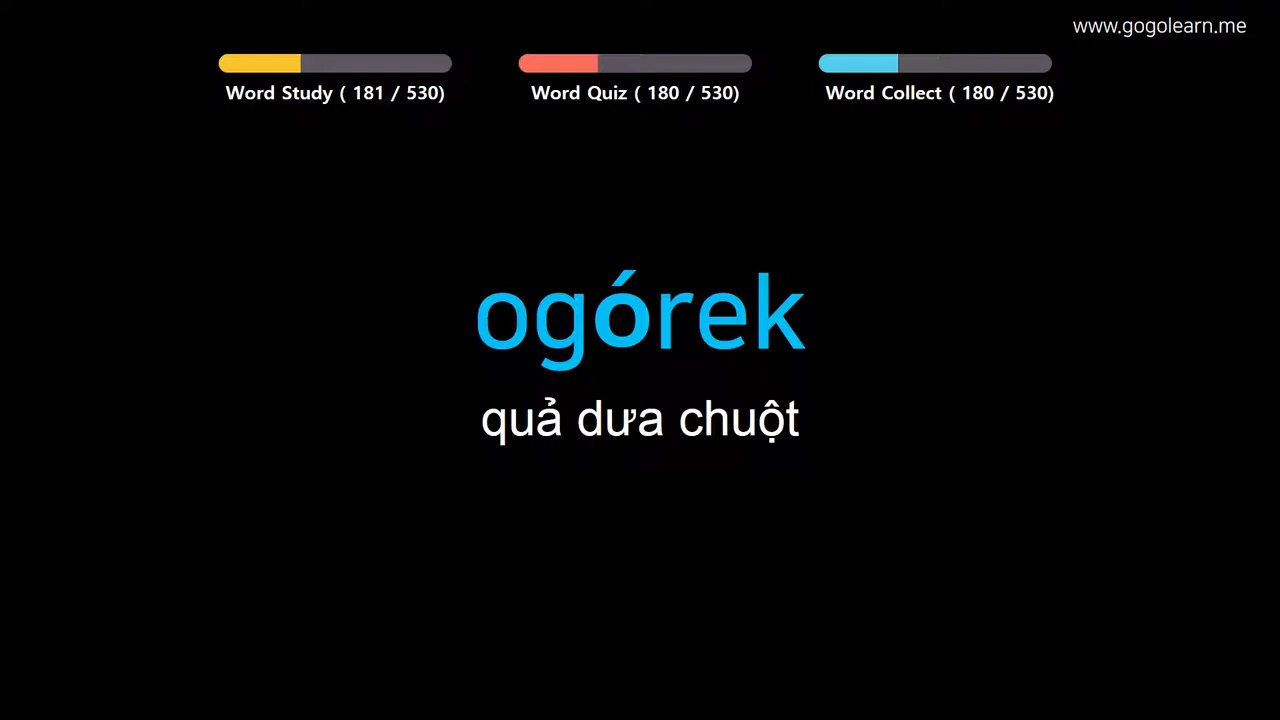 www.gogolearn.me
Word Study ( 181 / 530)
Word Quiz ( 180 / 530)
Word Collect ( 180 / 530)
ogórek
quả dưa chuột